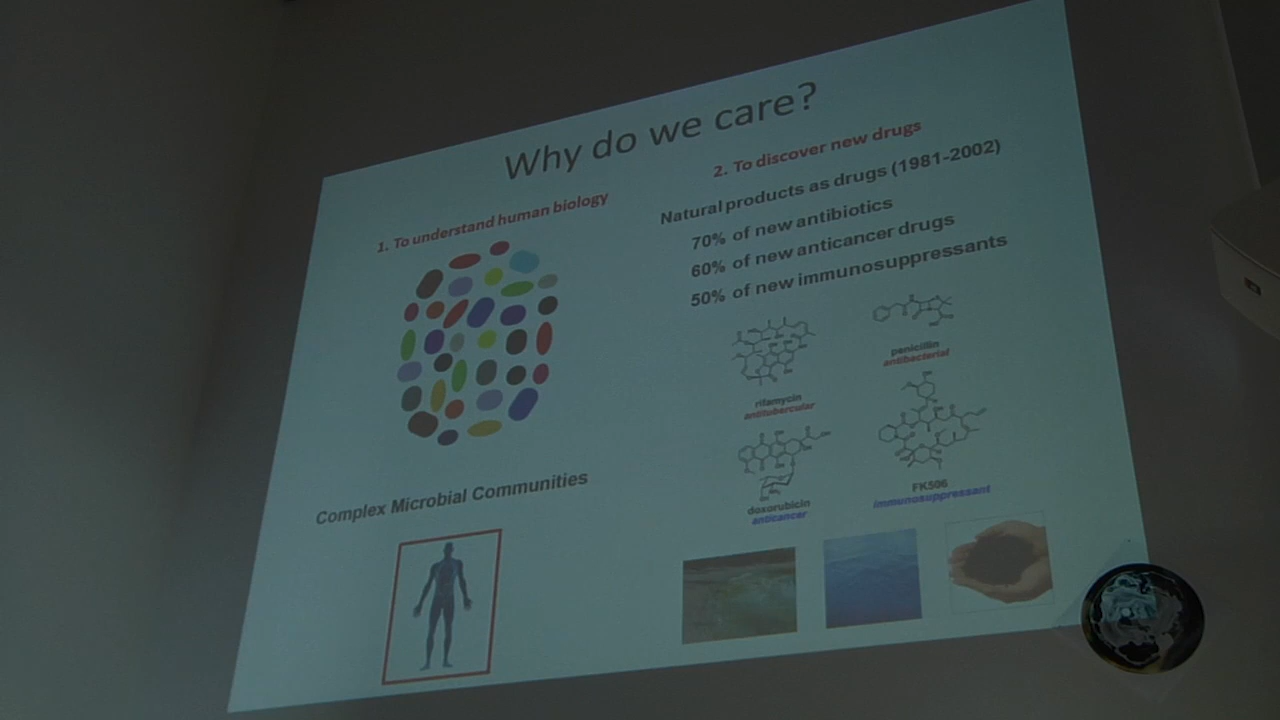 Why do we care?
1. To understand human biology
Complex Microbial Communities
2. To discover new drugs
Natural products as drugs (1981-2002)
70% of new antibiotics
60% of new anticancer drugs
50% of new immunosuppressants
rifamycin
antitubercular
penicillin
antibacterial
doxorubicin
anticancer
FK506
immunosuppressant